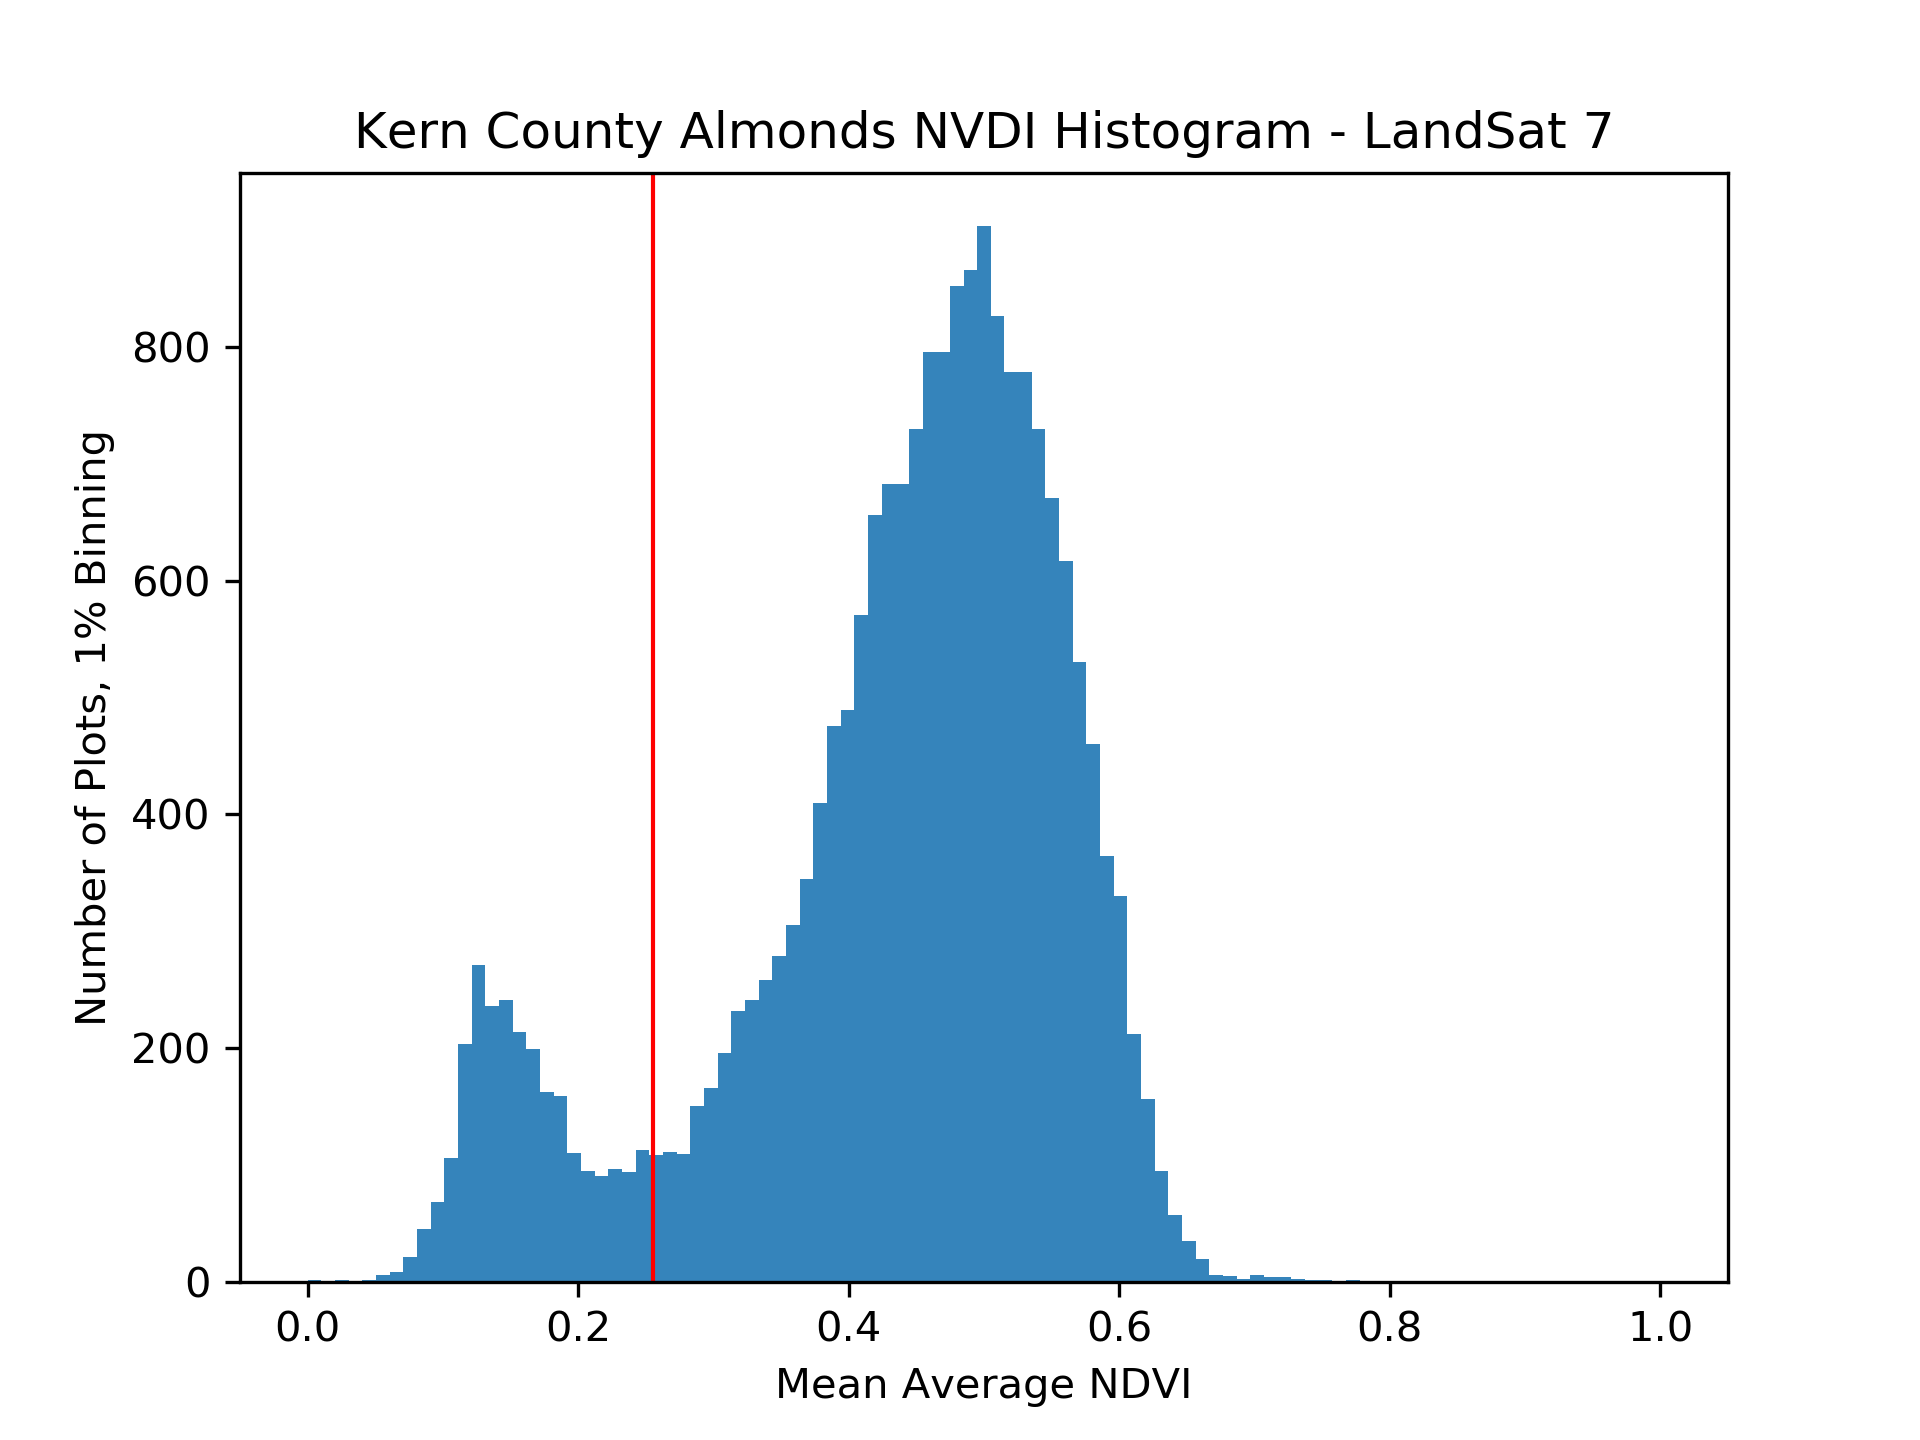 Kern County Almonds NVDI Histogram - LandSat 7
Number of Plots, 1% Binning
800
600
400
200
0
0.0 0.2 0.4 0.6 0.8 1.0
Mean Average NDVI